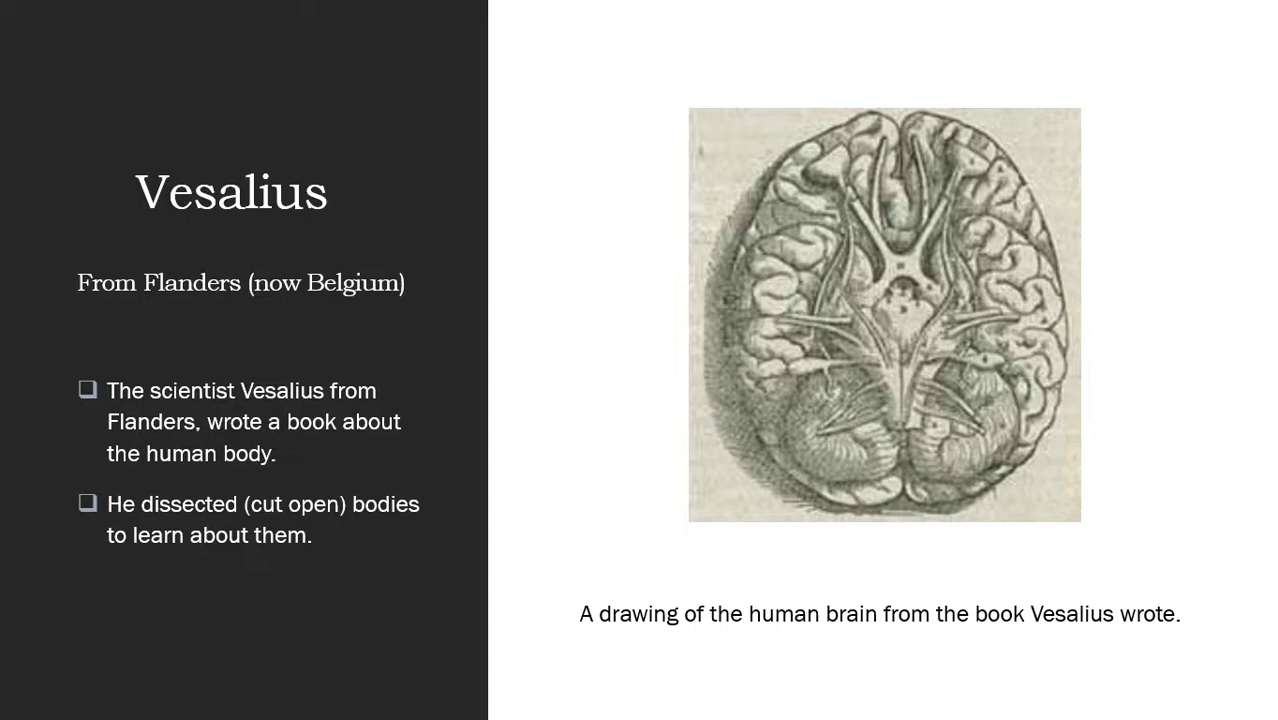 Vesalius
From Flanders (now Belgium)
The scientist Vesalius from
Flanders, wrote a book about
the human body.
He dissected (cut open) bodies
to learn about them.
A drawing of the human brain from the book Vesalius wrote.